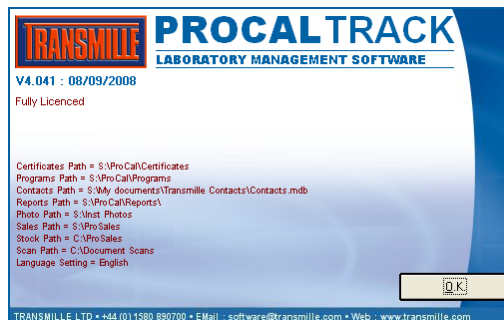 TRANSMILLE
PROCALTRACK
LABORATORY MANAGEMENT SOFTWARE
V4.041 : 08/09/2008
Fully Licenced
Certificates Path = S:\ProCal\Certificates
Programs Path = S:\ProCal\Programs
Contacts Path = S:\My documents\Transmille Contacts\Contacts.mdb
Reports Path = S:\ProCal\Reports\
Photo Path = S:\Inst Photos
Sales Path = S:\ProSales
Stock Path = C:\ProSales
Scan Path = C:\Document Scans
Language Setting = English
O.K.
TRANSMILLE LTD • +44 (0) 1580 890700 • EMail : software@transmille.com • Web : www.transmille.com